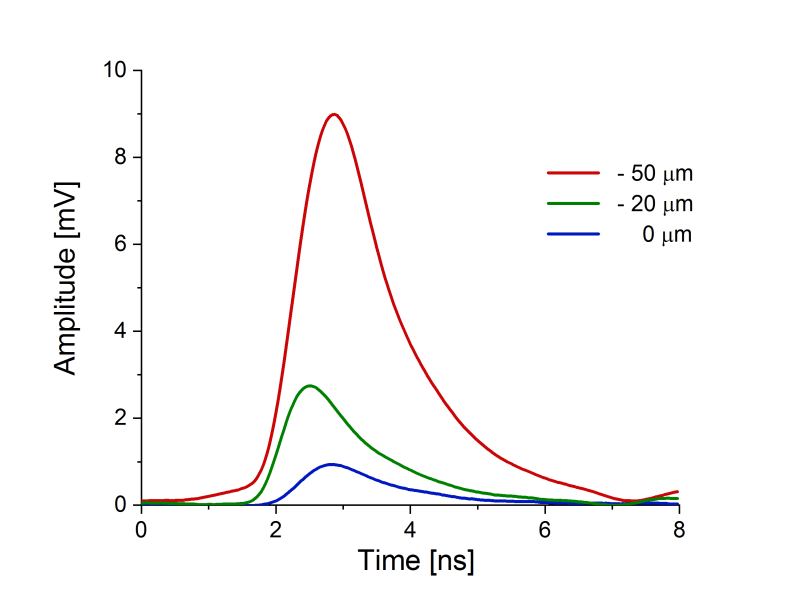 10
8
6
4
2
0
Amplitude [mV]
- 50 μm
- 20 μm
0 μm
0 2 4 6 8
Time [ns]